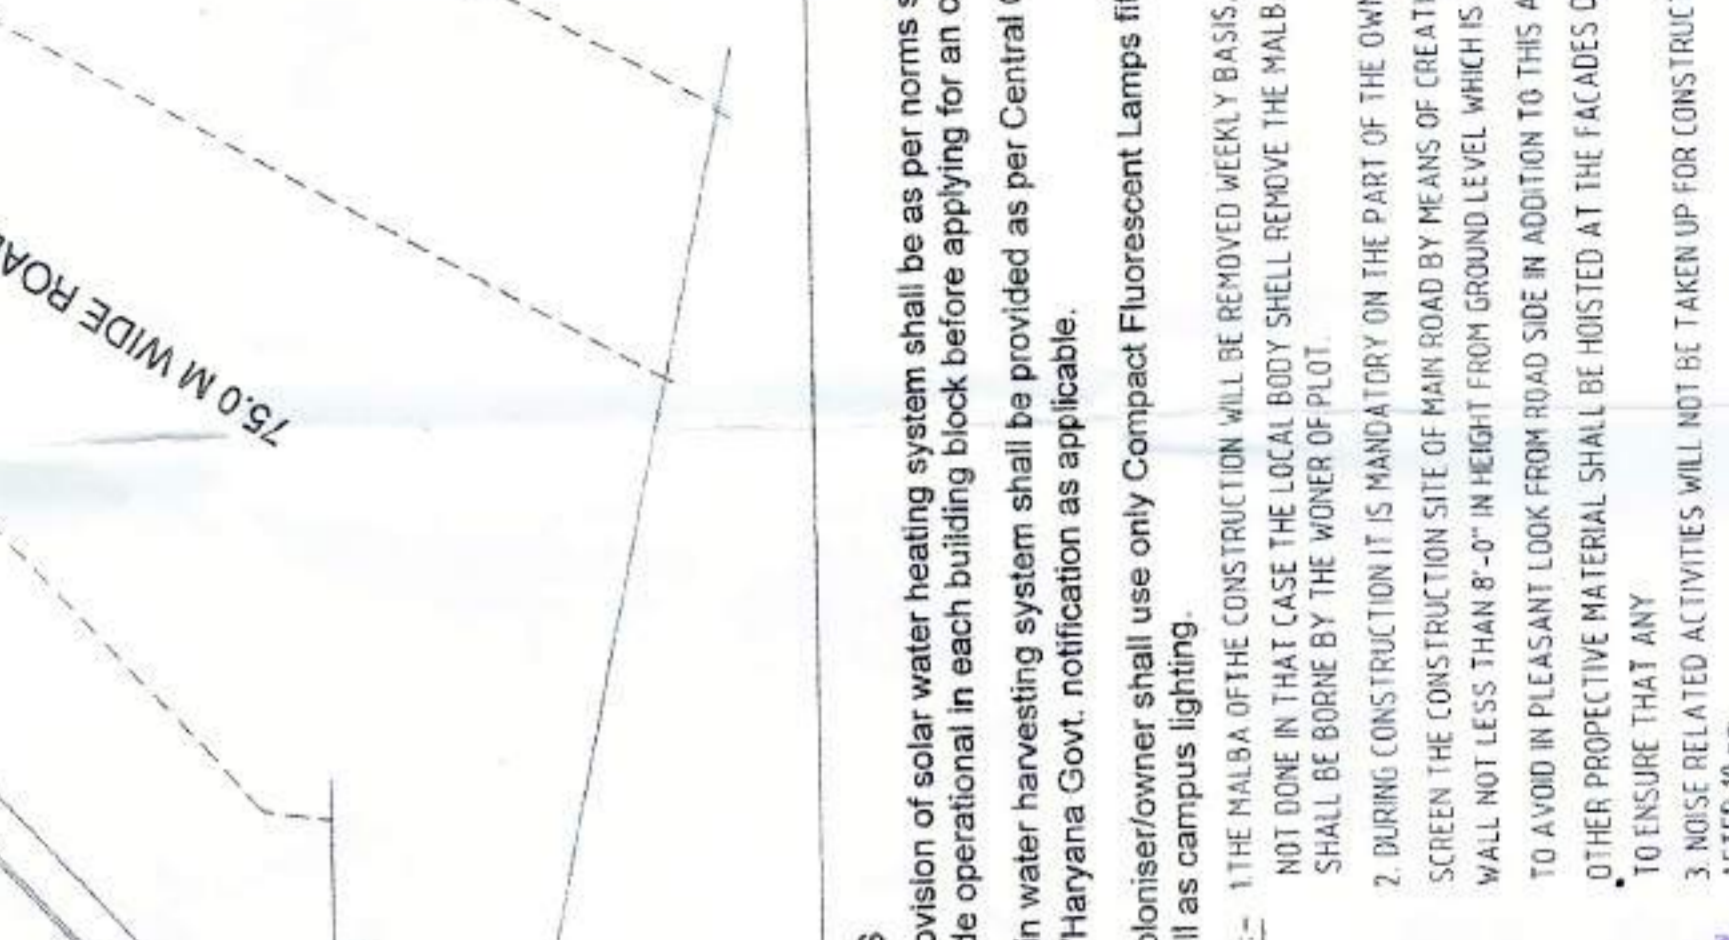 75.0 M WIDE
ovision of solar water heating system shall be as per norms
de operational in each building block before applying for an
in water harvesting system shall be provided as per Central
Haryana Govt. notification as applicable.
oloniser/owner shall use only Compact Fluorescent Lamps
ll as campus lighting.
:- 1.THE MALBA OFTHE CONSTRUCTION WILL BE REMOVED WEEKLY BASIS.
NOT DONE IN THAT CASE THE LOCAL BODY SHELL REMOVE THE MALB
SHALL BE BORNE BY THE WONER OF PLOT.
2. DURING CONSTRUCTION IT IS MANDATORY ON THE PART OF THE OWN
SCREEN THE CONSTRUCTION SITE OF MAIN ROAD BY MEANS OF CREATI
WALL NOT LESS THAN 8'-0" IN HEIGHT FROM GROUND LEVEL WHICH IS
TO AVOID IN PLEASANT LOOK FROM ROAD SIDE IN ADDITION TO THIS A
OTHER PROPECTIVE MATERIAL SHALL BE HOISTED AT THE FACADES
TO ENSURE THAT ANY
3. NOISE RELATED ACTIVITIES WILL NOT BE TAKEN UP FOR CONSTRUCT